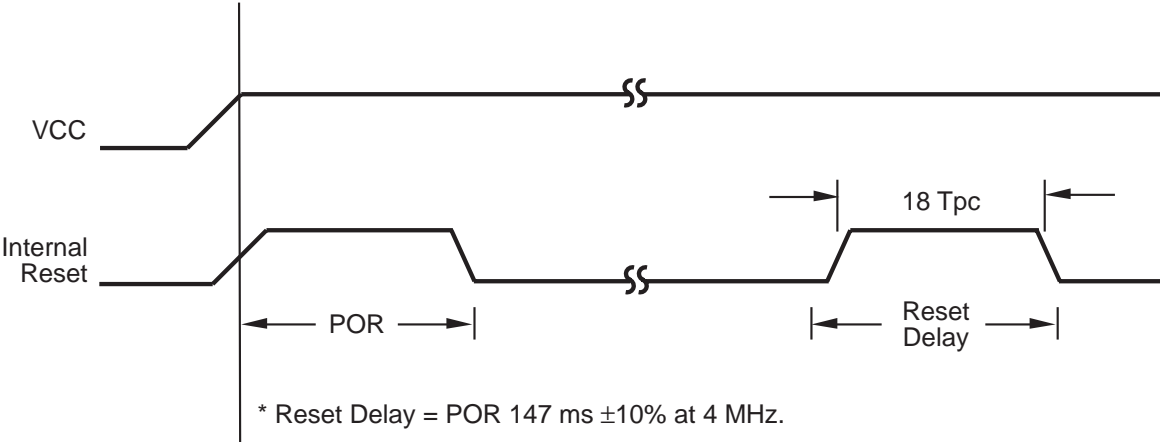 VCC
18 Tpc
Internal
Reset
POR
Reset
Delay
* Reset Delay = POR 147 ms ±10% at 4 MHz.